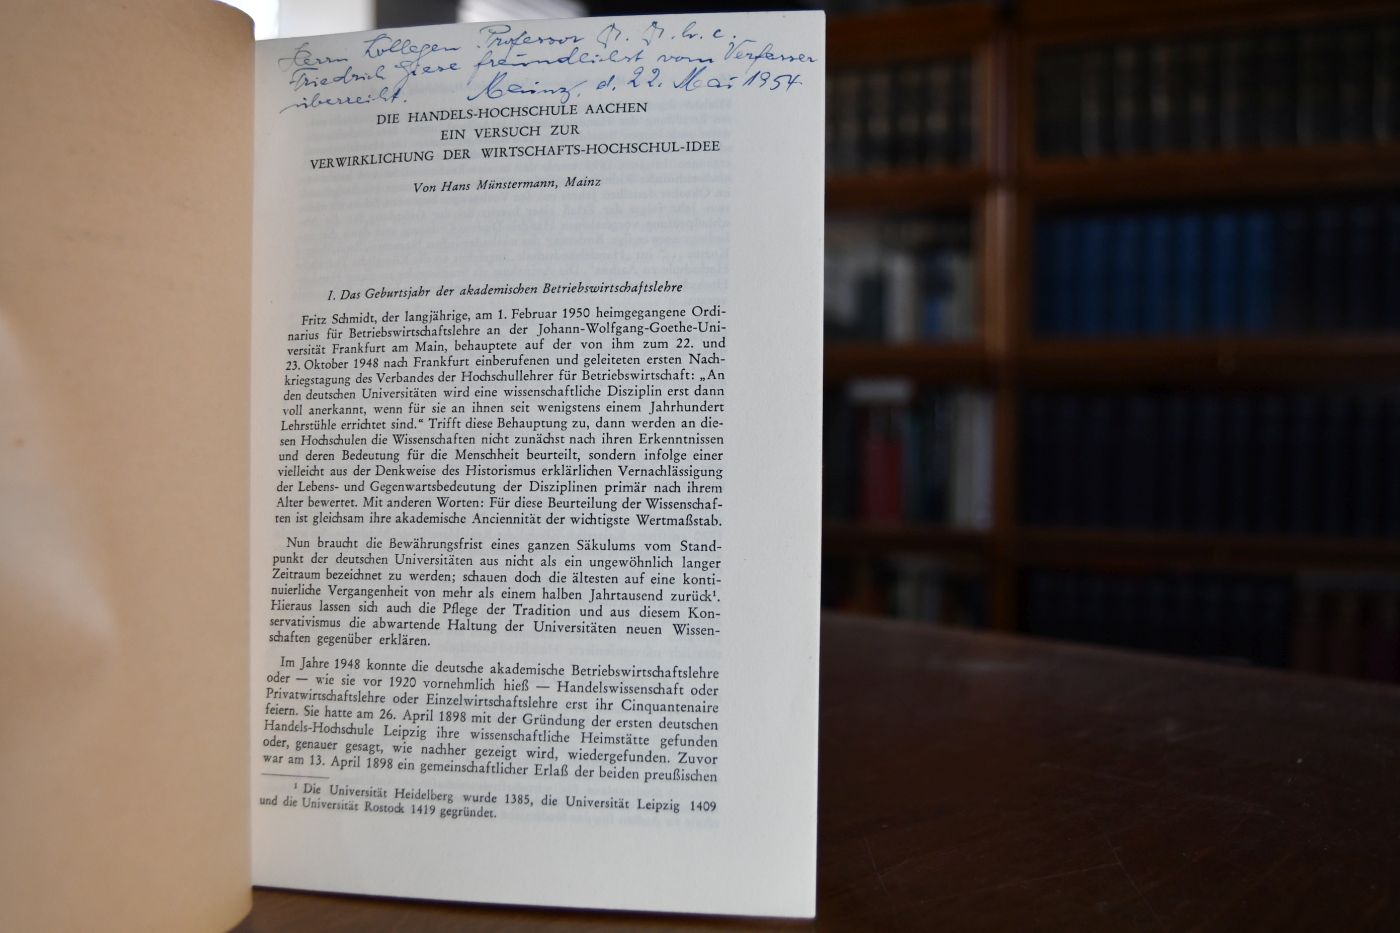 Herrn Kollegen Professor Dr. Dr. h. c.
Friedrich Giese freundlichst vom Verfasser
überreicht. Mainz, d. 22. Mai 1954.
DIE HANDELS-HOCHSCHULE AACHEN
EIN VERSUCH ZUR
VERWIRKLICHUNG DER WIRTSCHAFTS-HOCHSCHUL-IDEE
Von Hans Münstermann, Mainz
I. Das Geburtsjahr der akademischen Betriebswirtschaftslehre
Fritz Schmidt, der langjährige, am 1. Februar 1950 heimgegangene Ordi-
narius für Betriebswirtschaftslehre an der Johann-Wolfgang-Goethe-Uni-
versität Frankfurt am Main, behauptete auf der von ihm zum 22. und
23. Oktober 1948 nach Frankfurt einberufenen und geleiteten ersten Nach-
kriegstagung des Verbandes der Hochschullehrer für Betriebswirtschaft: „An
den deutschen Universitäten wird eine wissenschaftliche Disziplin erst dann
voll anerkannt, wenn für sie an ihnen seit wenigstens einem Jahrhundert
Lehrstühle errichtet sind.“ Trifft diese Behauptung zu, dann werden an die-
sen Hochschulen die Wissenschaften nicht zunächst nach ihren Erkenntnissen
und deren Bedeutung für die Menschheit beurteilt, sondern infolge einer
vielleicht aus der Denkweise des Historismus erklärlichen Vernachlässigung
der Lebens- und Gegenwartsbedeutung der Disziplinen primär nach ihrem
Alter bewertet. Mit anderen Worten: Für diese Beurteilung der Wissenschaf-
ten ist gleichsam ihre akademische Anciennität der wichtigste Wertmaßstab.
Nun braucht die Bewährungsfrist eines ganzen Säkulums vom Stand-
punkt der deutschen Universitäten aus nicht als ein ungewöhnlich langer
Zeitraum bezeichnet zu werden; schauen doch die ältesten auf eine konti-
nuierliche Vergangenheit von mehr als einem halben Jahrtausend zurück¹.
Hieraus lassen sich auch die Pflege der Tradition und aus diesem Kon-
servativismus die abwartende Haltung der Universitäten neuen Wissen-
schaften gegenüber erklären.
Im Jahre 1948 konnte die deutsche akademische Betriebswirtschaftslehre
oder — wie sie vor 1920 vornehmlich hieß — Handelswissenschaft oder
Privatwirtschaftslehre oder Einzelwirtschaftslehre erst ihr Cinquantenaire
feiern. Sie hatte am 26. April 1898 mit der Gründung der ersten deutschen
Handels-Hochschule Leipzig ihre wissenschaftliche Heimstätte gefunden
oder, genauer gesagt, wie nachher gezeigt wird, wiedergefunden. Zuvor
war am 13. April 1898 ein gemeinschaftlicher Erlaß der beiden preußischen
¹ Die Universität Heidelberg wurde 1385, die Universität Leipzig 1409
und die Universität Rostock 1419 gegründet.